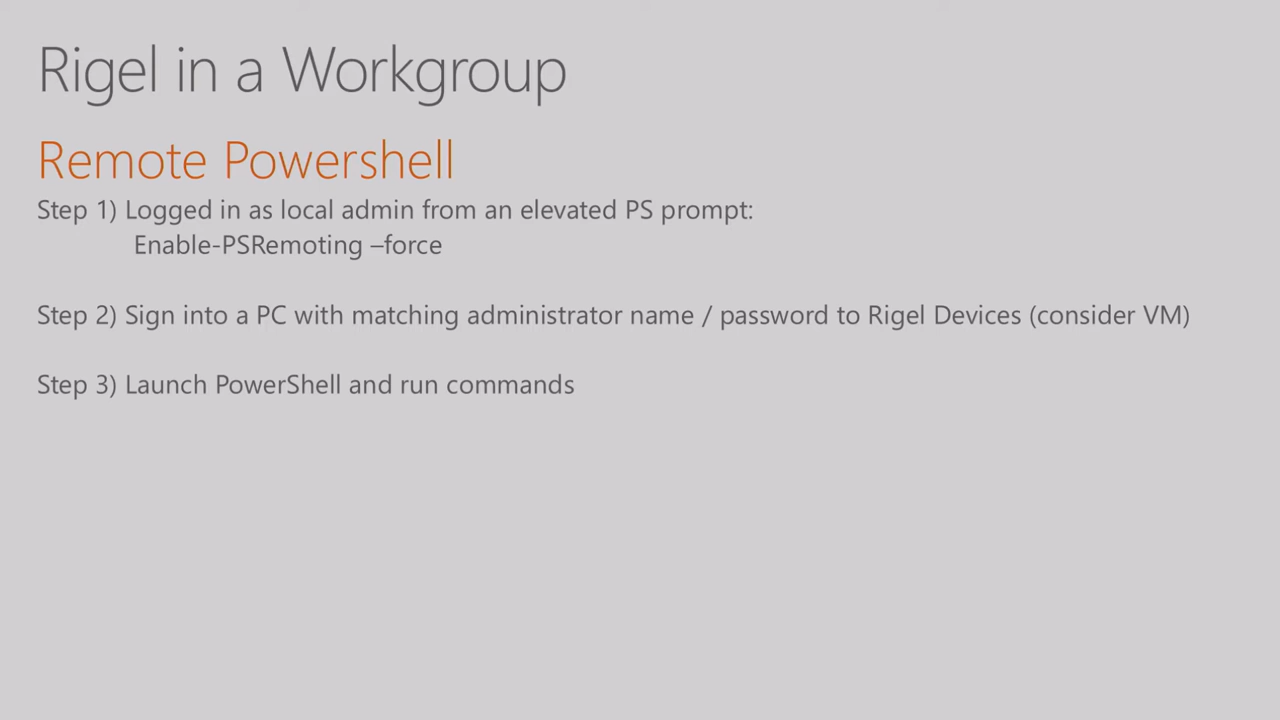 Rigel in a Workgroup
Remote Powershell
Step 1) Logged in as local admin from an elevated PS prompt:
Enable-PSRemoting –force
Step 2) Sign into a PC with matching administrator name / password to Rigel Devices (consider VM)
Step 3) Launch PowerShell and run commands